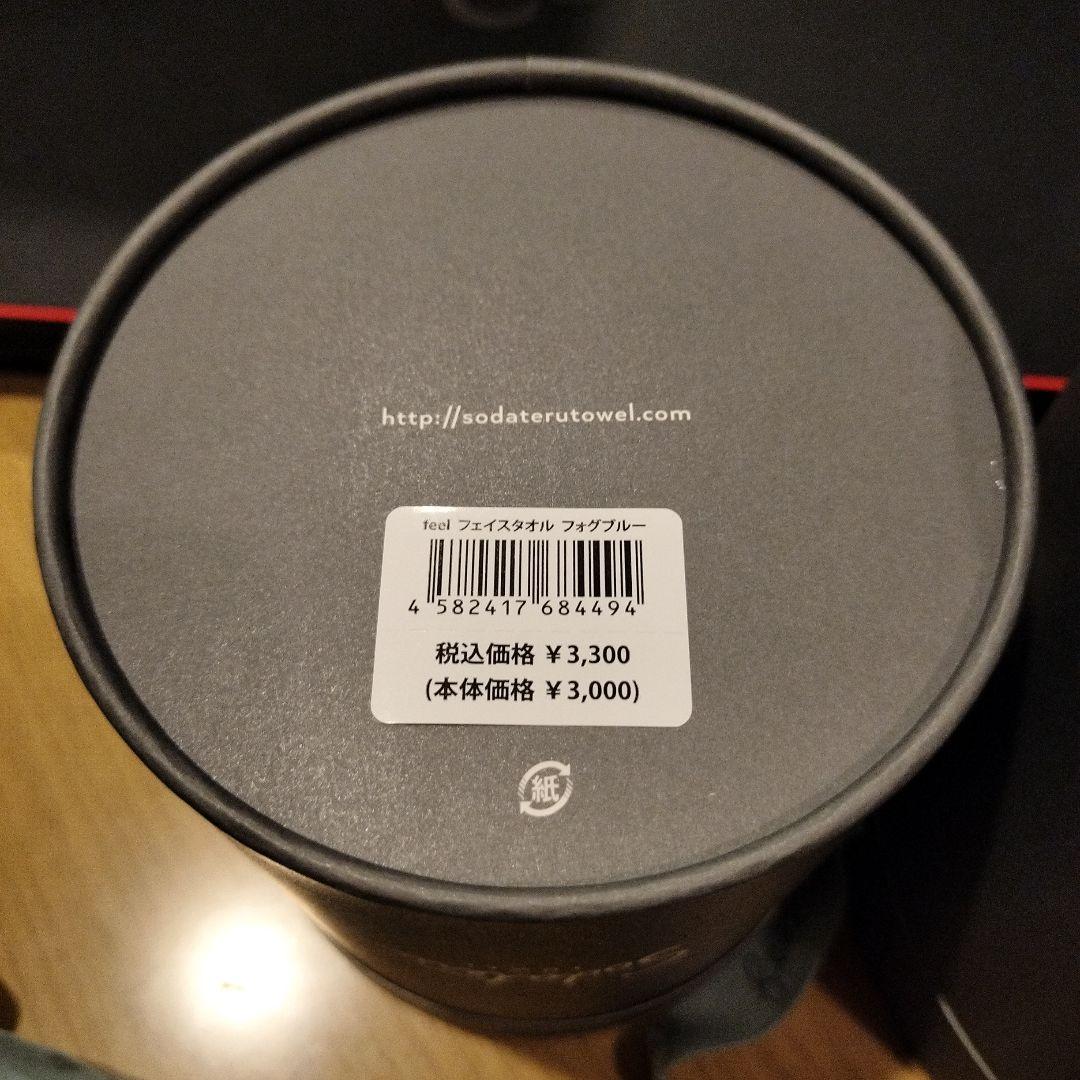 http://sodaterutowel.com
feel フェイスタオル フォグブルー
4 582417 684494
税込価格 ￥3,300
(本体価格 ￥3,000)
紙